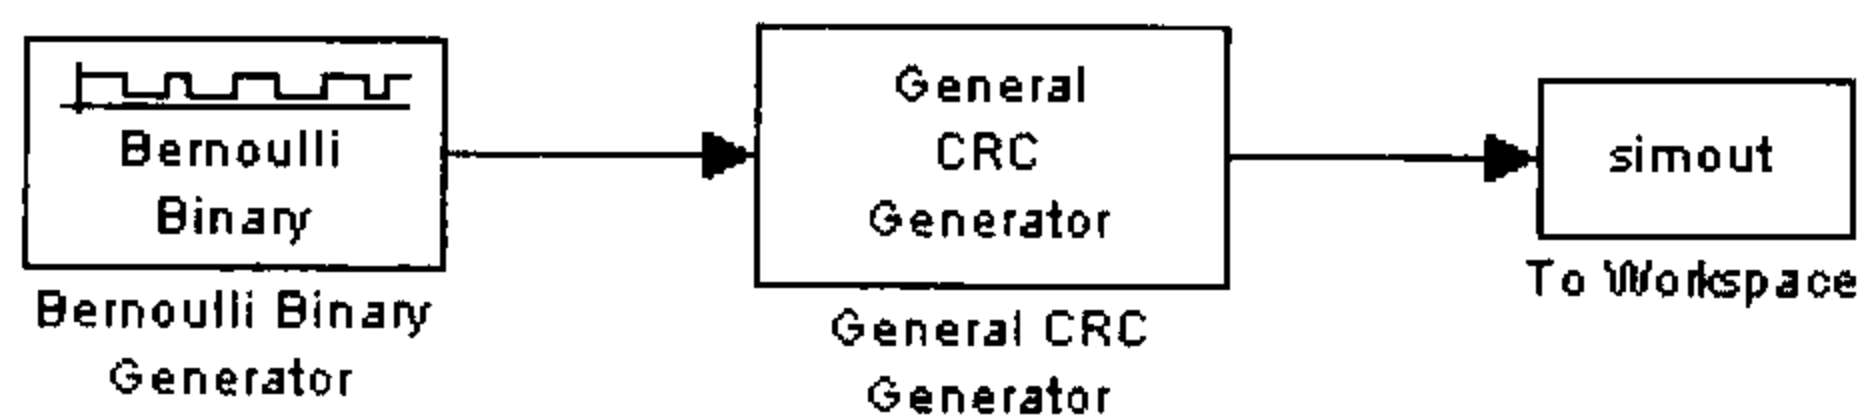 Bernoulli
Binary
Bernoulli Binary
Generator
General
CRC
Generator
General CRC
Generator
simout
To Workspace